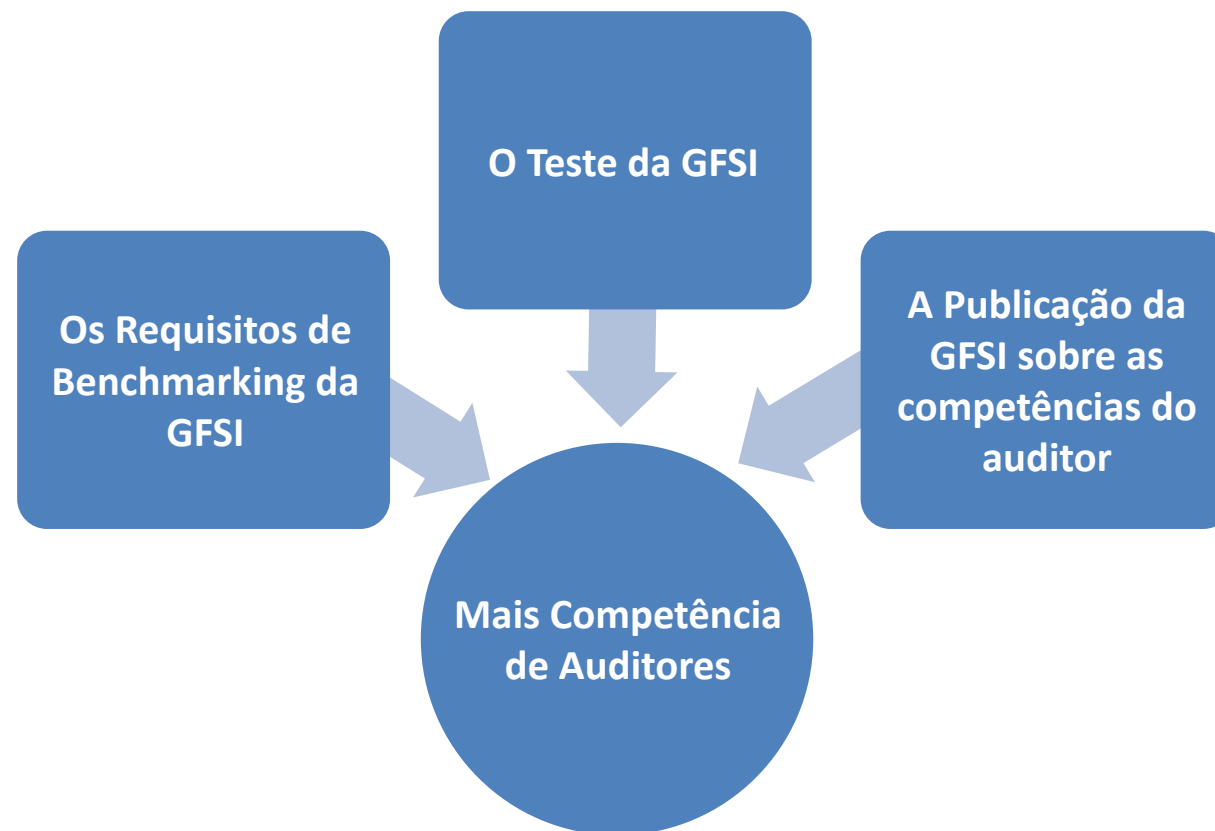 O Teste da GFSI
Os Requisitos de
Benchmarking da
GFSI
A Publicação da
GFSI sobre as
competências do
auditor
Mais Competência
de Auditores